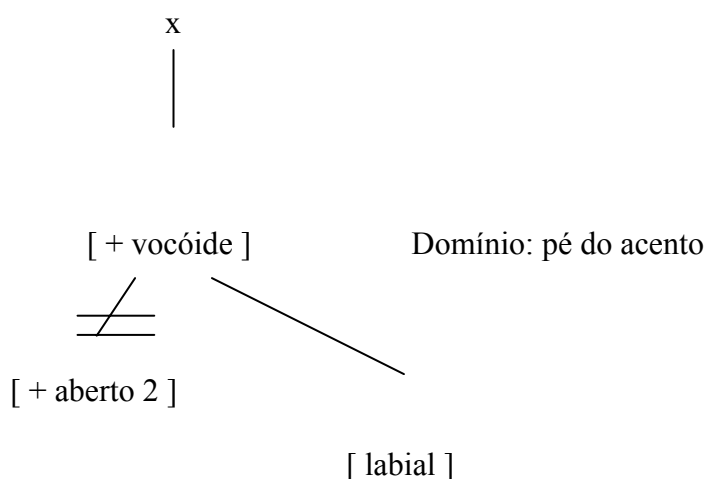 x
[ + vocóide ] Domínio: pé do acento
[ + aberto 2 ]
[ labial ]